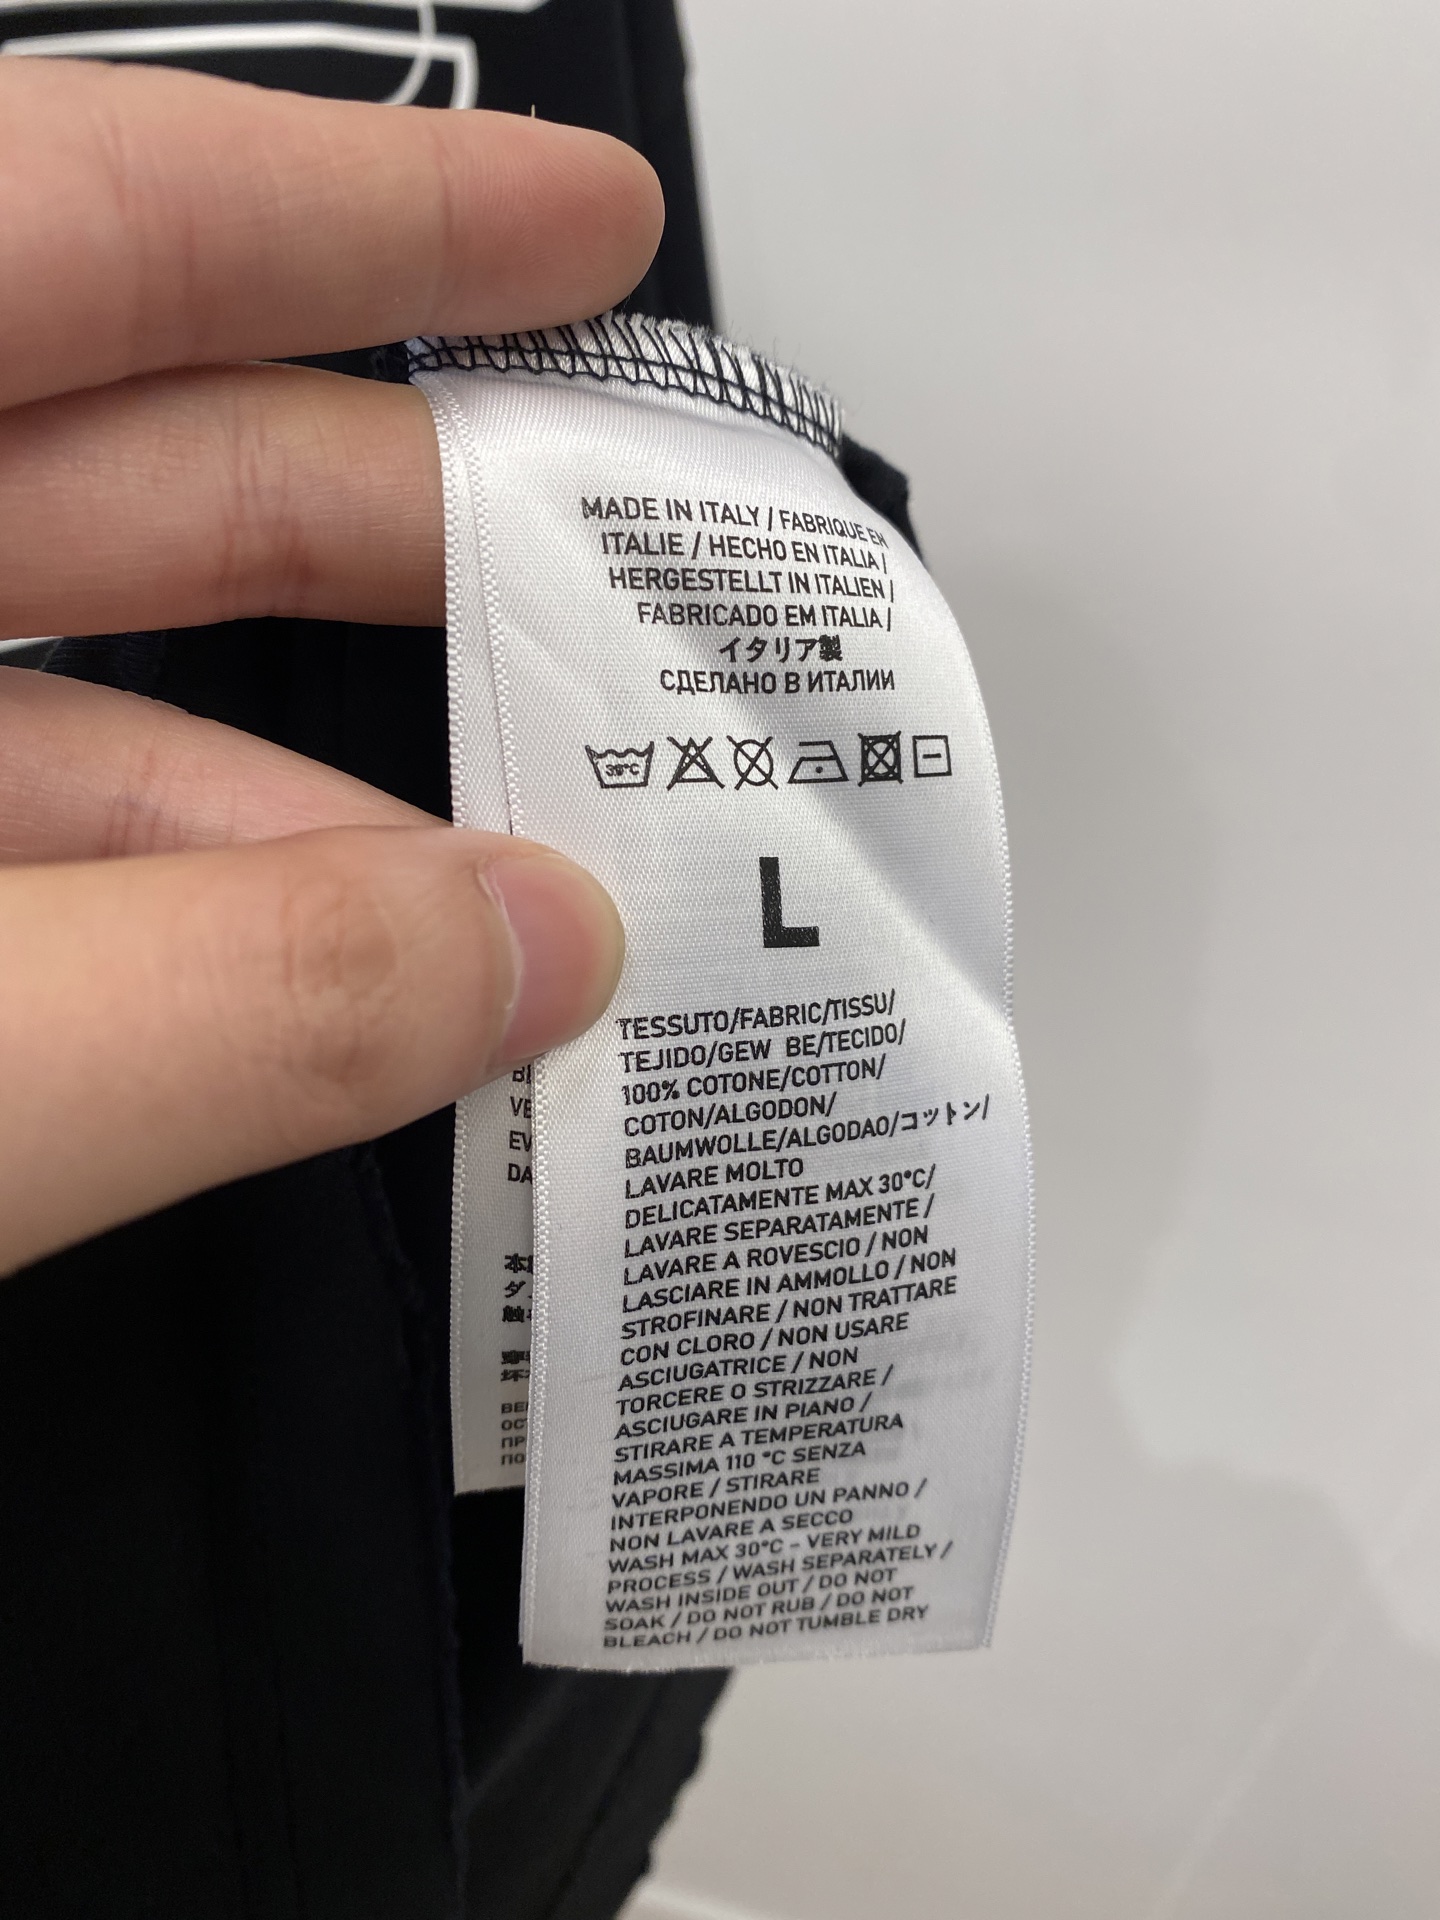 MADE IN ITALY / FABRIQUE EN
ITALIE / HECHO EN ITALIA /
HERGESTELLT IN ITALIEN /
FABRICADO EM ITALIA /
イタリア製
СДЕЛАНО В ИТАЛИИ
30°C
L
TESSUTO/FABRIC/TISSU/
TEJIDO/GEW BE/TECIDO/
100% COTONE/COTTON/
COTON/ALGODON/
BAUMWOLLE/ALGODAO/コットン/
LAVARE MOLTO
DELICATAMENTE MAX 30°C/
LAVARE SEPARATAMENTE /
LAVARE A ROVESCIO / NON
LASCIARE IN AMMOLLO / NON
STROFINARE / NON TRATTARE
CON CLORO / NON USARE
ASCIUGATRICE / NON
TORCERE O STRIZZARE /
ASCIUGARE IN PIANO /
STIRARE A TEMPERATURA
MASSIMA 110 °C SENZA
VAPORE / STIRARE
INTERPONENDO UN PANNO /
NON LAVARE A SECCO
WASH MAX 30°C - VERY MILD
PROCESS / WASH SEPARATELY /
WASH INSIDE OUT / DO NOT
SOAK / DO NOT RUB / DO NOT
BLEACH / DO NOT TUMBLE DRY